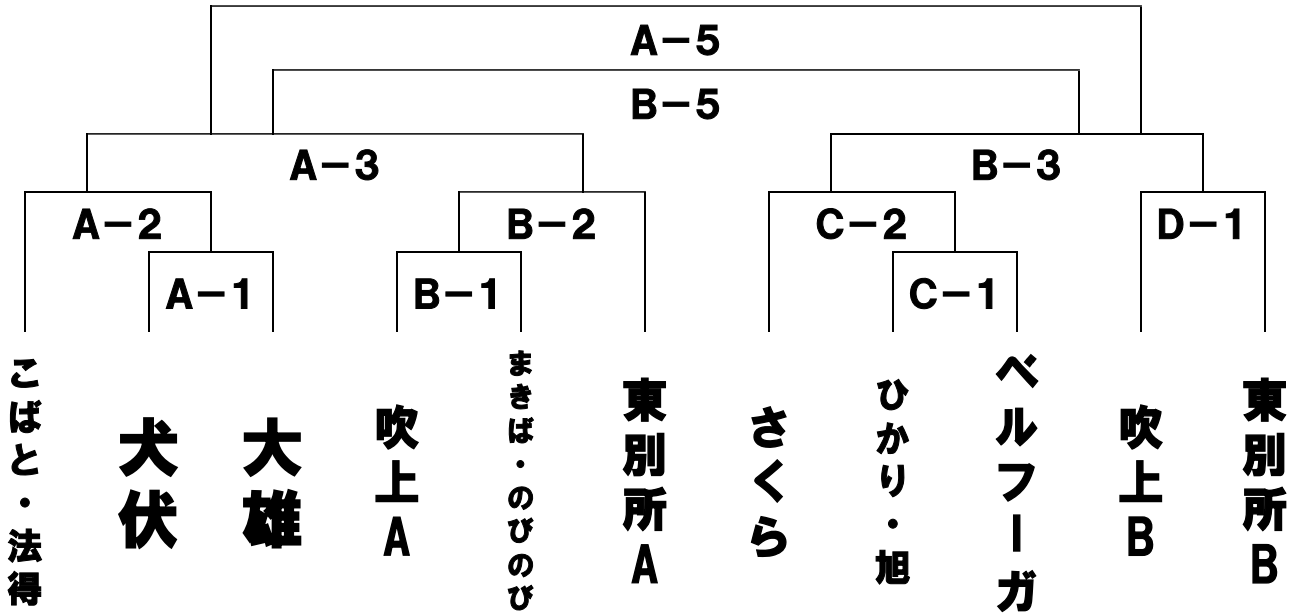 A-5
B-5
A-3
B-3
A-2
B-2
C-2
D-1
A-1
B-1
C-1
こばと・法得
犬伏
大雄
吹上A
まきば・のびのび
東別所A
さくら
ひかり・旭
ベルフーガ
吹上B
東別所B